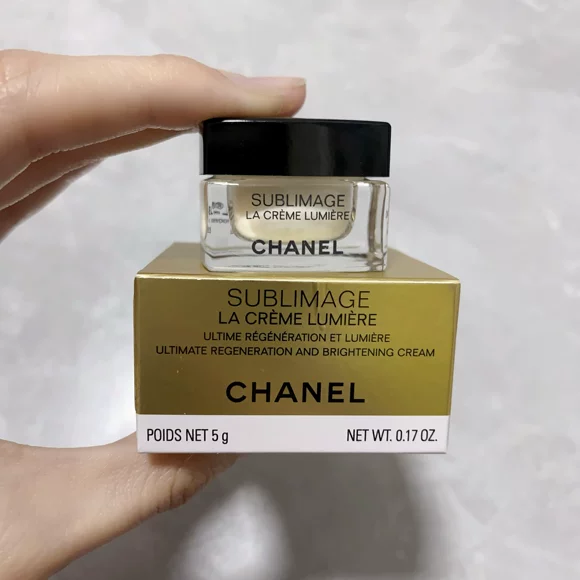 SUBLIMAGE
LA CRÈME LUMIÈRE
CHANEL
SUBLIMAGE
LA CRÈME LUMIÈRE
ULTIME RÉGÉNÉRATION ET LUMIÈRE
ULTIMATE REGENERATION AND BRIGHTENING CREAM
CHANEL
POIDS NET 5 g NET WT. 0.17 OZ.